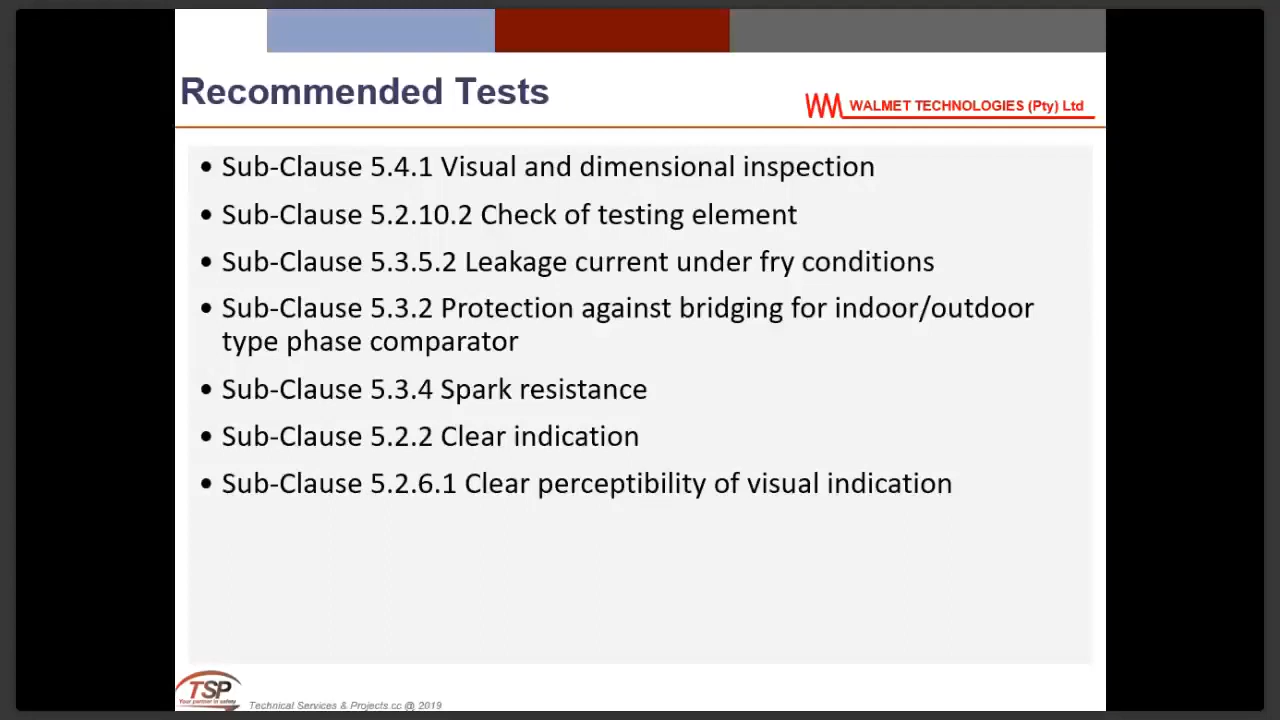 Recommended Tests
WALMET TECHNOLOGIES (Pty) Ltd
• Sub-Clause 5.4.1 Visual and dimensional inspection
• Sub-Clause 5.2.10.2 Check of testing element
• Sub-Clause 5.3.5.2 Leakage current under fry conditions
• Sub-Clause 5.3.2 Protection against bridging for indoor/outdoor
type phase comparator
• Sub-Clause 5.3.4 Spark resistance
• Sub-Clause 5.2.2 Clear indication
• Sub-Clause 5.2.6.1 Clear perceptibility of visual indication
TSP
Your partner in safety
Technical Services & Projects.cc @ 2019